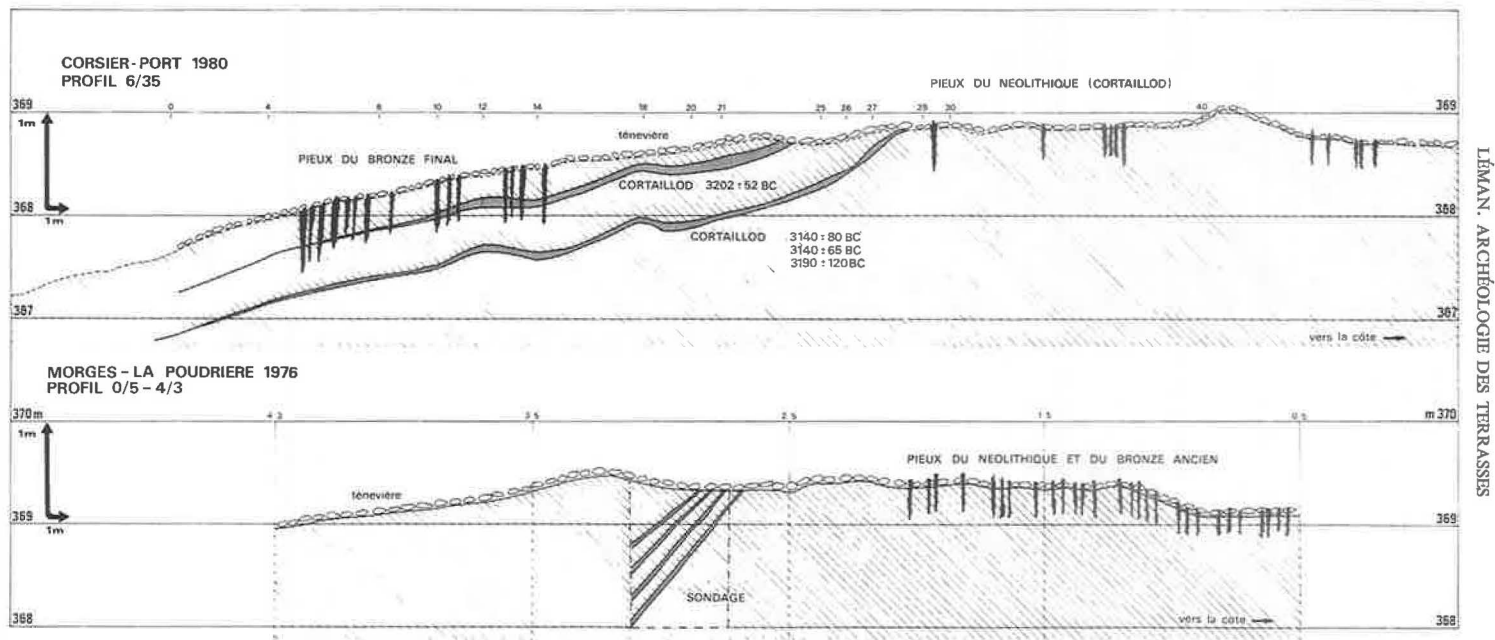 CORSIER-PORT 1980
PROFIL 6/35
PIEUX DU NEOLITHIQUE (CORTAILLOD)
0 4 8 10 12 14 18 20 21 25 26 27 29 30 40
369 369
1m
ténevière
PIEUX DU BRONZE FINAL
CORTAILLOD 3202 ± 52 BC
368 368
1m
CORTAILLOD 3140 ± 80 BC
3140 ± 65 BC
3190 ± 120 BC
367 367
vers la côte
MORGES - LA POUDRIERE 1976
PROFIL 0/5 - 4/3
4.3 3.5 2.5 1.5 0.5
370m m 370
1m
PIEUX DU NEOLITHIQUE ET DU BRONZE ANCIEN
ténevière
369 369
1m
SONDAGE
368 368
vers la côte
LÉMAN. ARCHÉOLOGIE DES TERRASSES